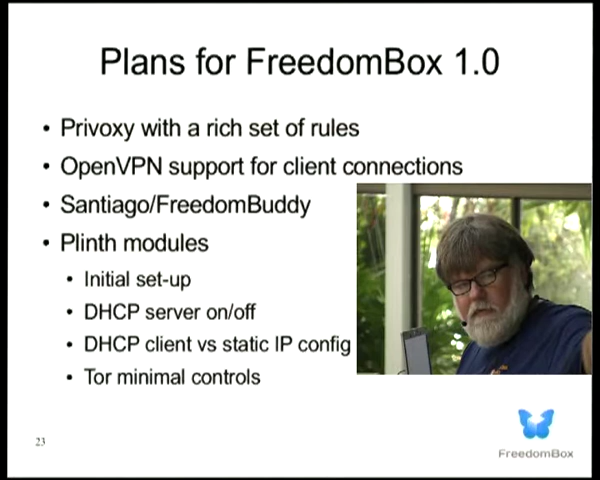 Plans for FreedomBox 1.0
• Privoxy with a rich set of rules
• OpenVPN support for client connections
• Santiago/FreedomBuddy
• Plinth modules
• Initial set-up
• DHCP server on/off
• DHCP client vs static IP config
• Tor minimal controls
23
FreedomBox